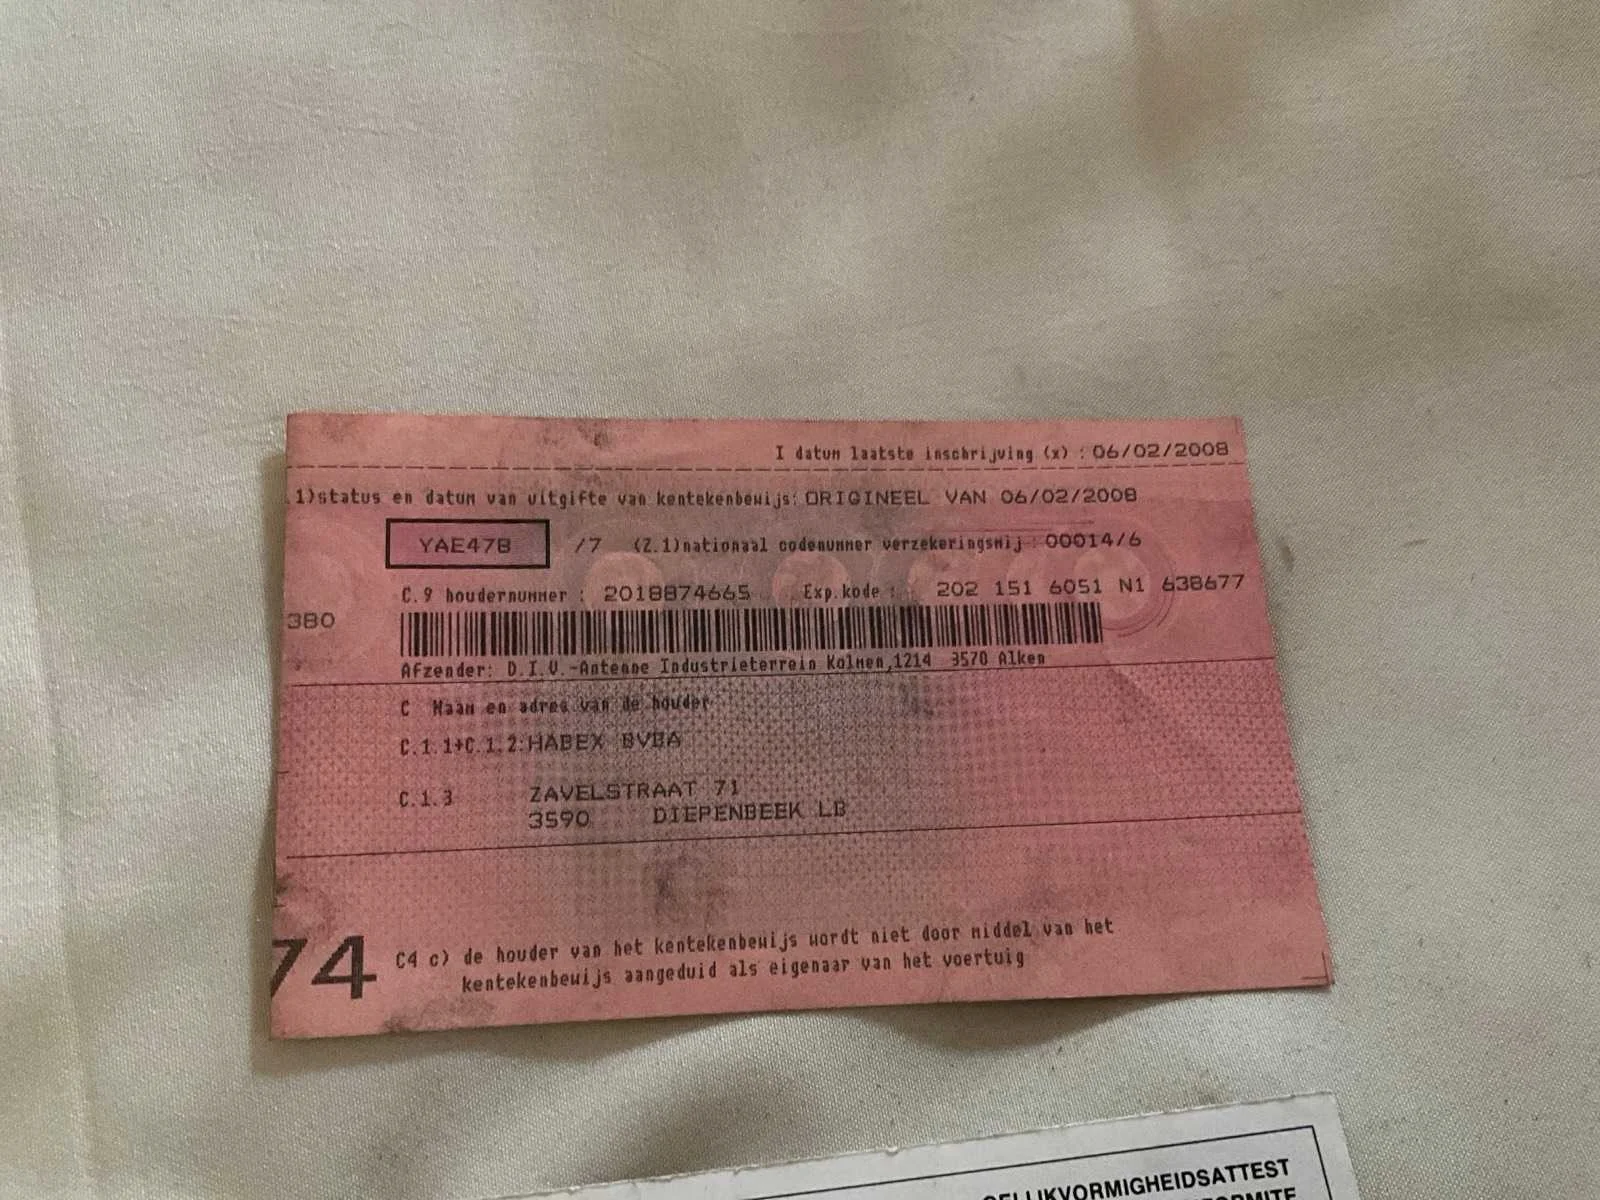 I datum laatste inschrijving (x) : 06/02/2008
.1)status en datum van uitgifte van kentekenbewijs: ORIGINEEL VAN 06/02/2008
YAE47B /7 (Z.1)nationaal codenummer verzekeringsmij : 00014/6
C.9 houdernummer : 2018874665 Exp.kode : 202 151 6051 N1 638677
380
Afzender: D.I.V.-Antenne Industrieterrein Kolmen,1214 3570 Alken
C Naam en adres van de houder
C.1.1+C.1.2:HABEX BVBA
C.1.3 ZAVELSTRAAT 71
3590 DIEPENBEEK LB
74
C4 c) de houder van het kentekenbewijs wordt niet door middel van het
kentekenbewijs aangeduid als eigenaar van het voertuig
GELIJKVORMIGHEIDSATTEST